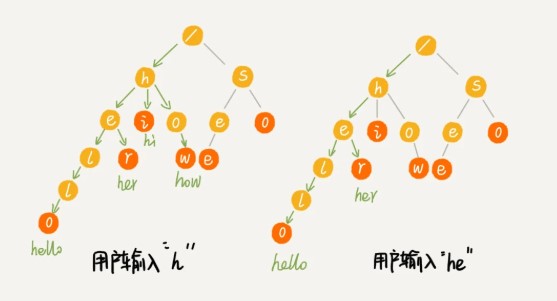 / /
h s h s
e i o e o e i o e o
hi
l r w e l r w e
her how her
l l
o o
hello hello
用户输入"h" 用户输入"he"